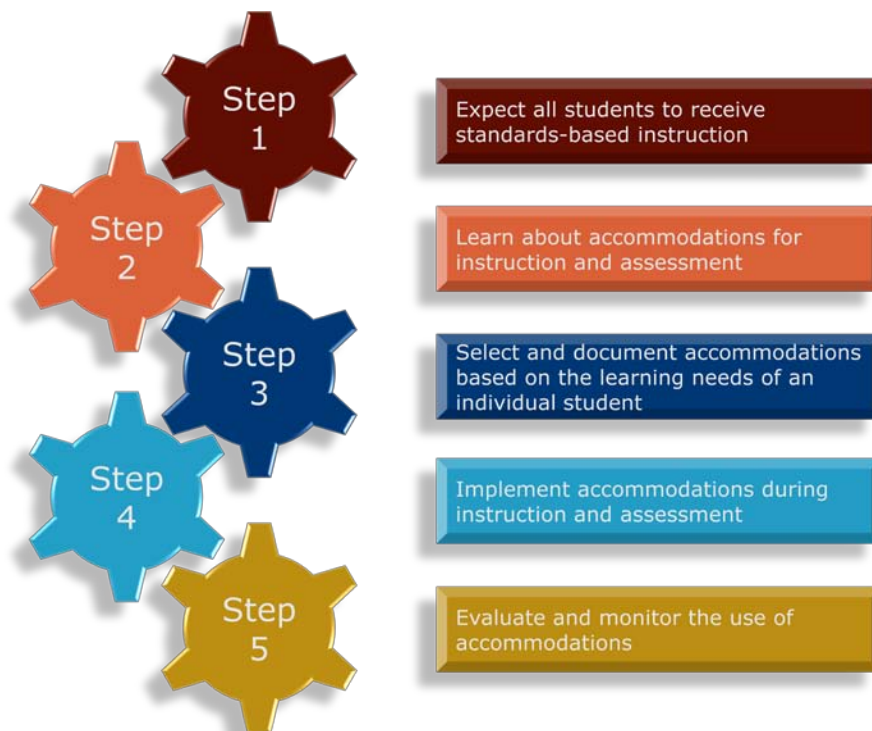 Step
1
Expect all students to receive
standards-based instruction
Step
2
Learn about accommodations for
instruction and assessment
Step
3
Select and document accommodations
based on the learning needs of an
individual student
Step
4
Implement accommodations during
instruction and assessment
Step
5
Evaluate and monitor the use of
accommodations